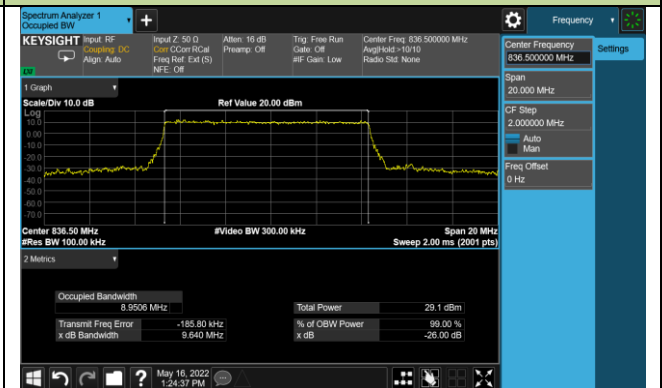 Spectrum Analyzer 1
Occupied BW
Frequency
KEYSIGHT
Input: RF
Coupling: DC
Align: Auto
Input Z: 50 Ω
Corr CCorr RCal
Freq Ref: Ext (S)
NFE: Off
Atten: 16 dB
Preamp: Off
Trig: Free Run
Gate: Off
#IF Gain: Low
Center Freq: 836.500000 MHz
Avg|Hold:>10/10
Radio Std: None
Center Frequency
836.500000 MHz
Settings
Span
20.000 MHz
CF Step
2.000000 MHz
Auto
Man
Freq Offset
0 Hz
1 Graph
Scale/Div 10.0 dB
Ref Value 20.00 dBm
Log
10.0
0.00
-10.0
-20.0
-30.0
-40.0
-50.0
-60.0
-70.0
Center 836.50 MHz
#Video BW 300.00 kHz
Span 20 MHz
#Res BW 100.00 kHz
Sweep 2.00 ms (2001 pts)
2 Metrics
Occupied Bandwidth
8.9506 MHz
Total Power
29.1 dBm
Transmit Freq Error
-185.80 kHz
% of OBW Power
99.00 %
x dB Bandwidth
9.640 MHz
x dB
-26.00 dB
?
May 16, 2022
1:24:37 PM